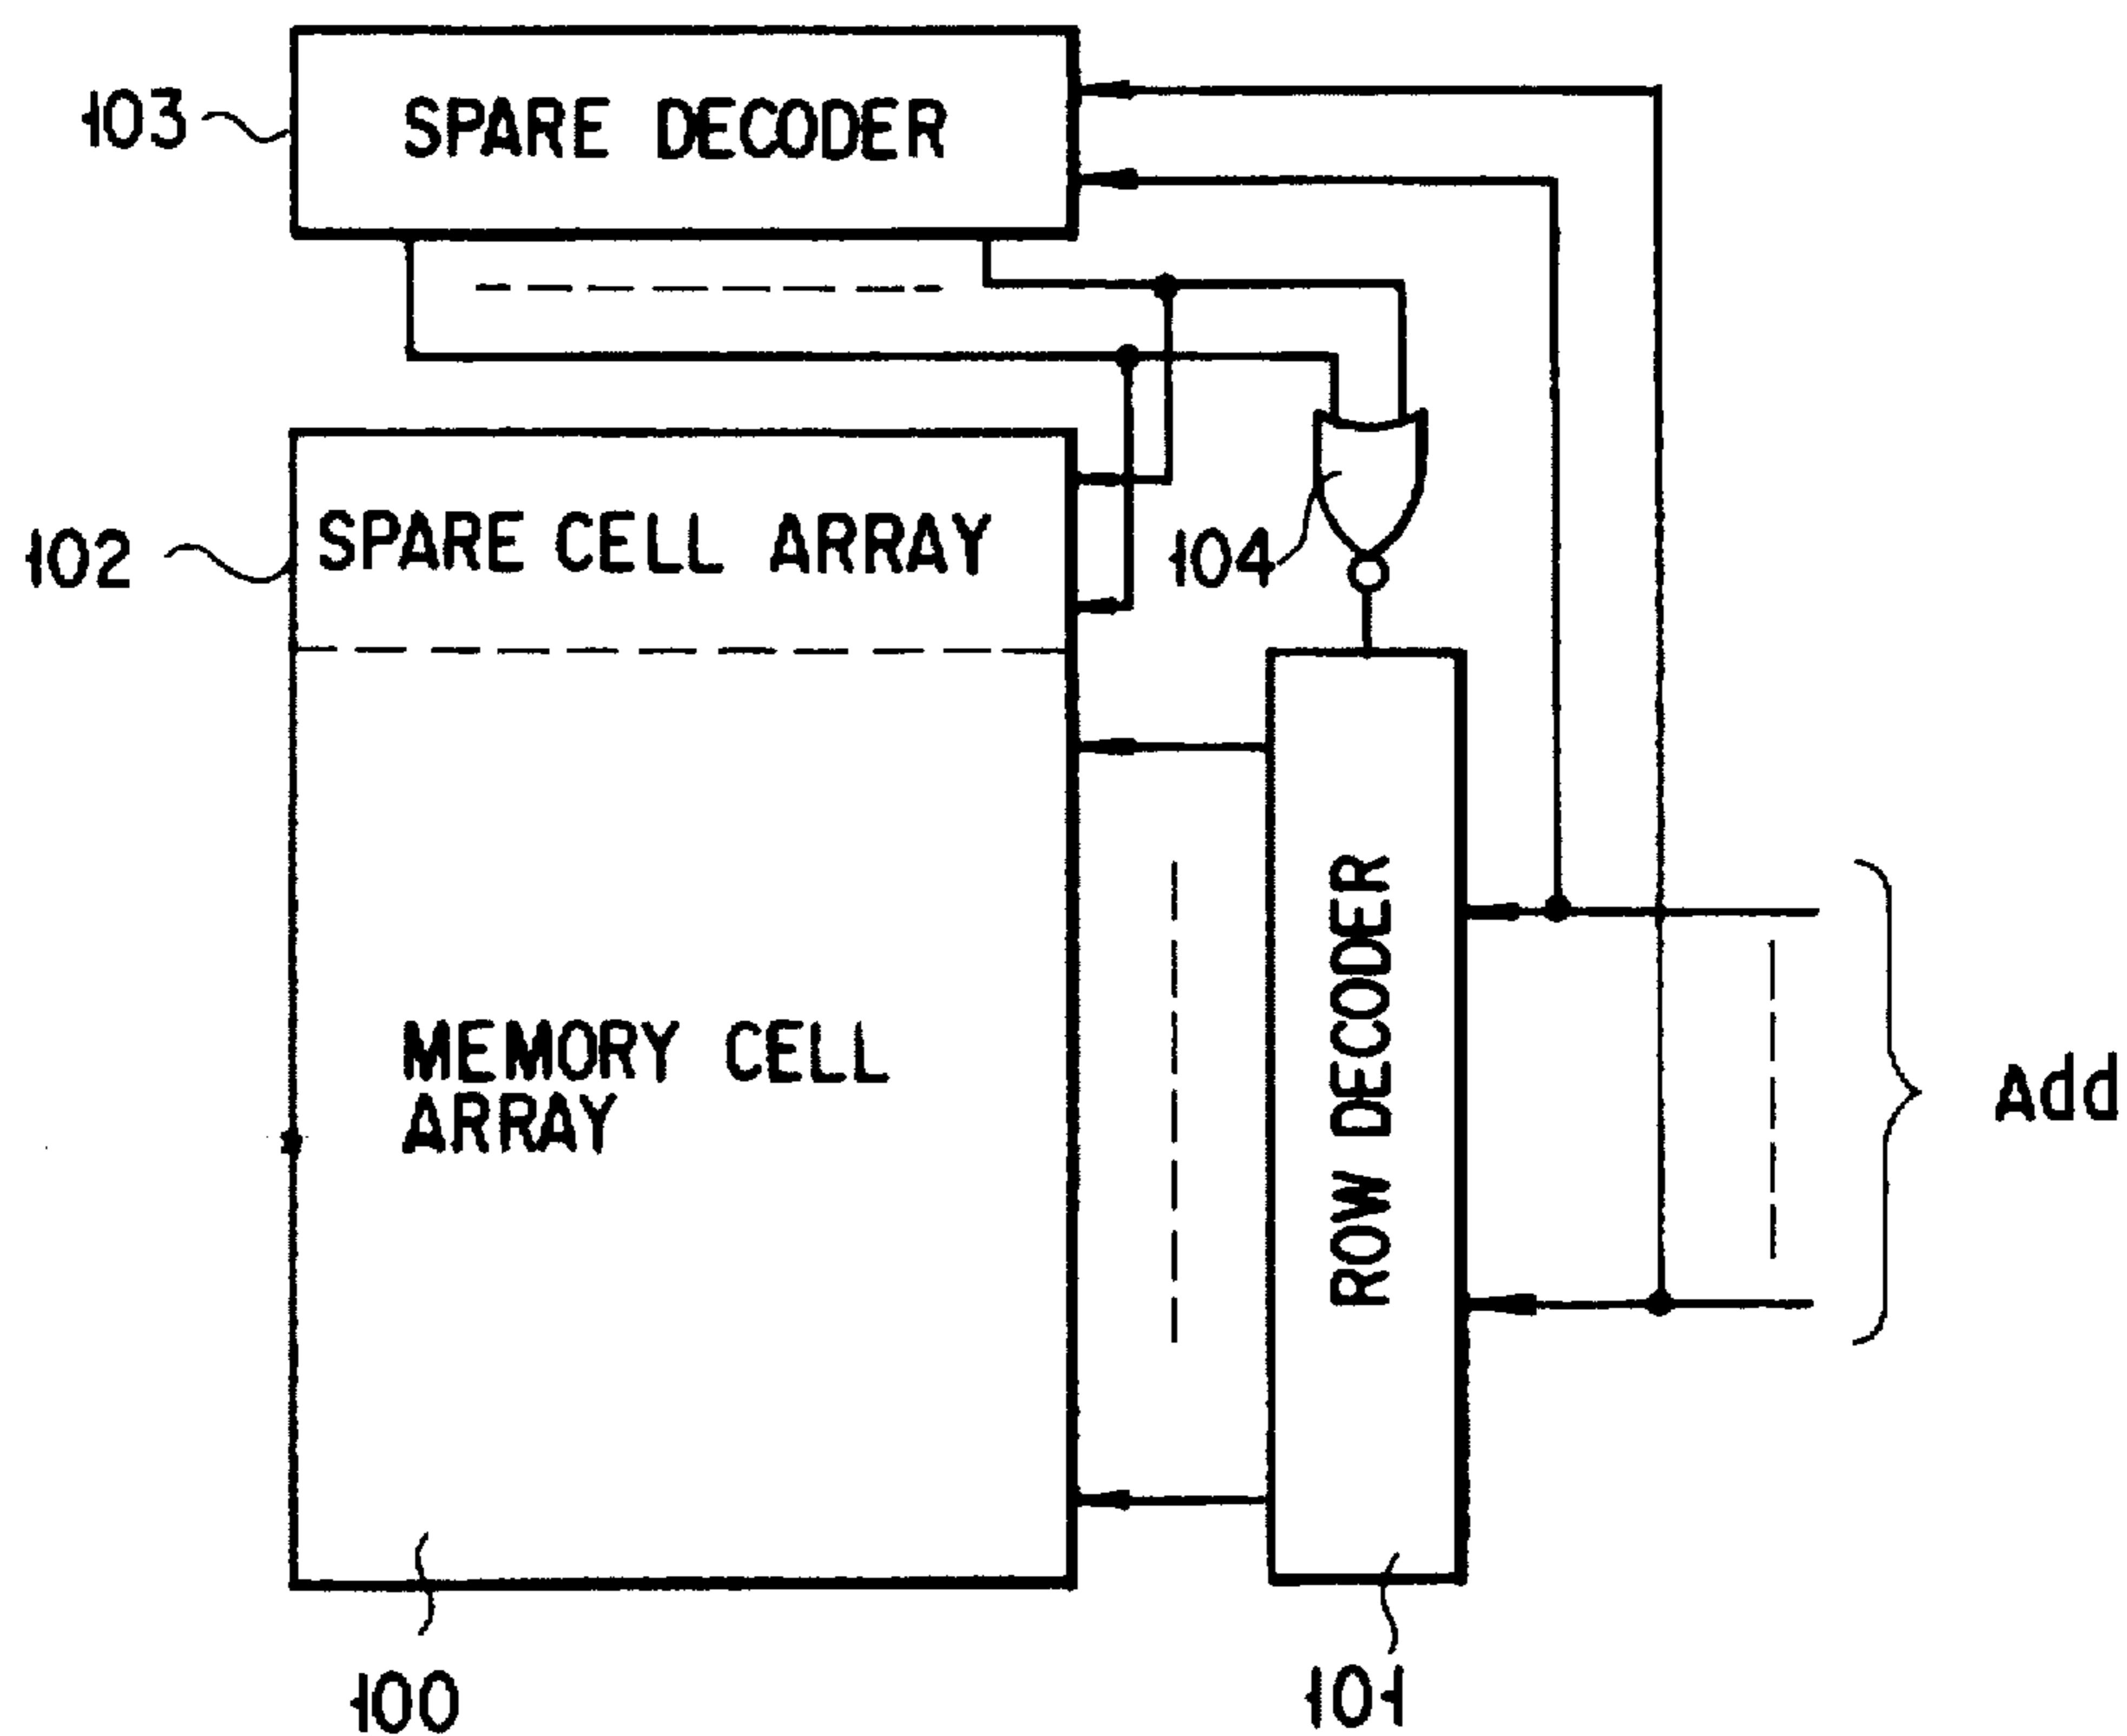 103
SPARE DECODER
102
SPARE CELL ARRAY
104
MEMORY CELL
ARRAY
ROW DECODER
Add
100
101